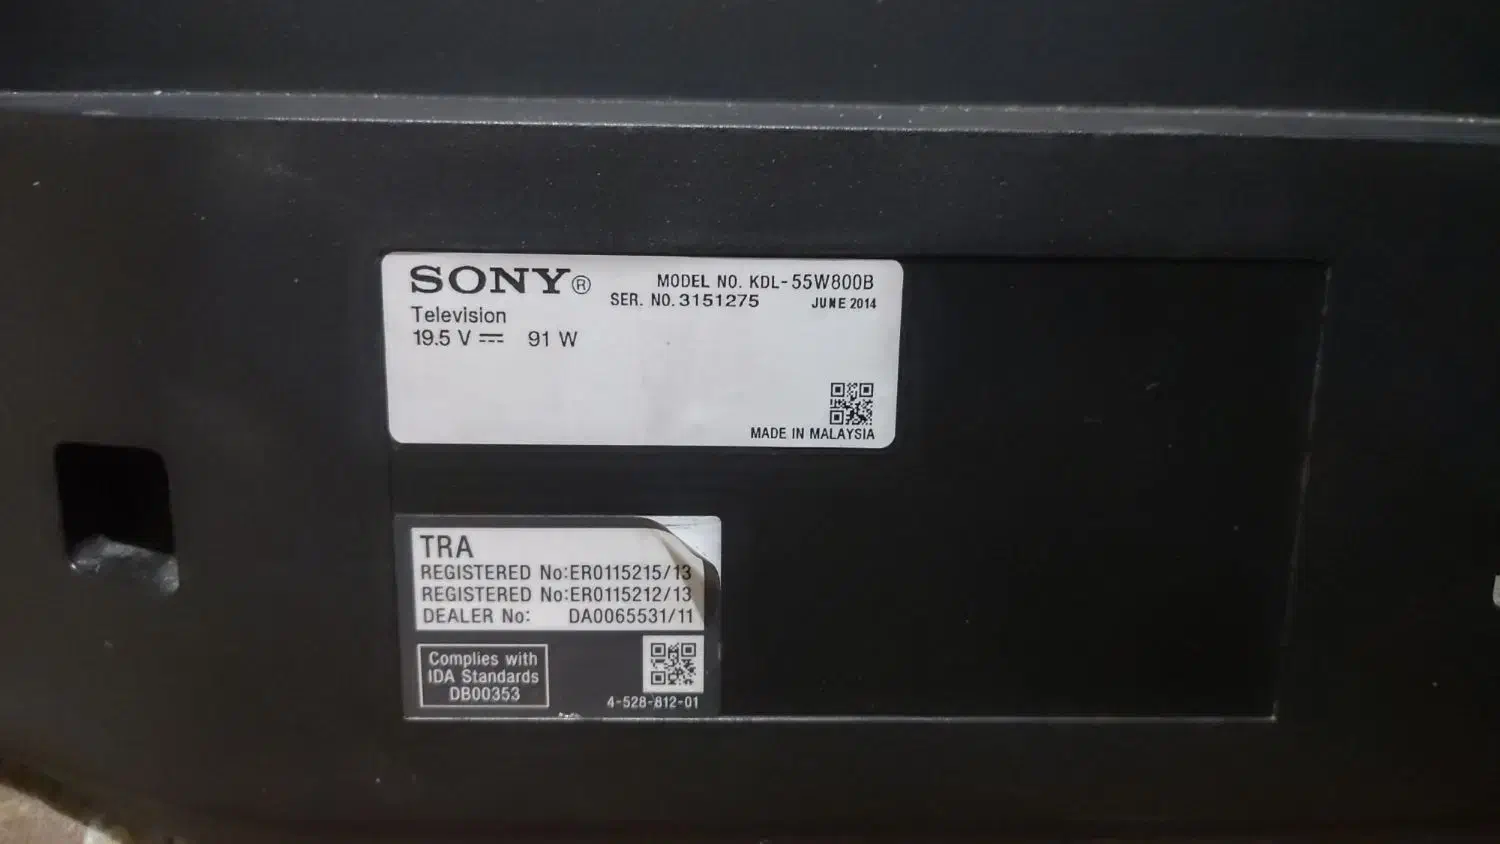 SONY®
MODEL NO. KDL-55W800B
SER. NO. 3151275
JUNE 2014
Television
19.5 V ⎓ 91 W
MADE IN MALAYSIA
TRA
REGISTERED No:ER0115215/13
REGISTERED No:ER0115212/13
DEALER No: DA0065531/11
Complies with
IDA Standards
DB00353
4-528-812-01